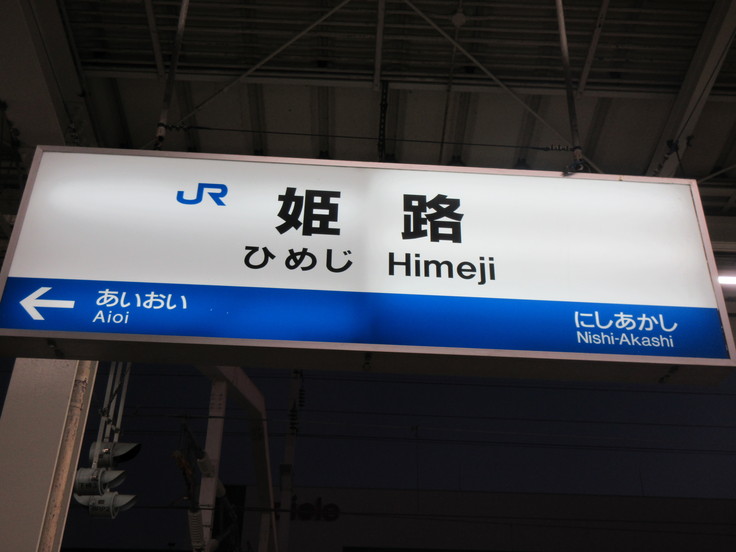 JR 姫路
ひめじ Himeji
← あいおい
Aioi
にしあかし
Nishi-Akashi